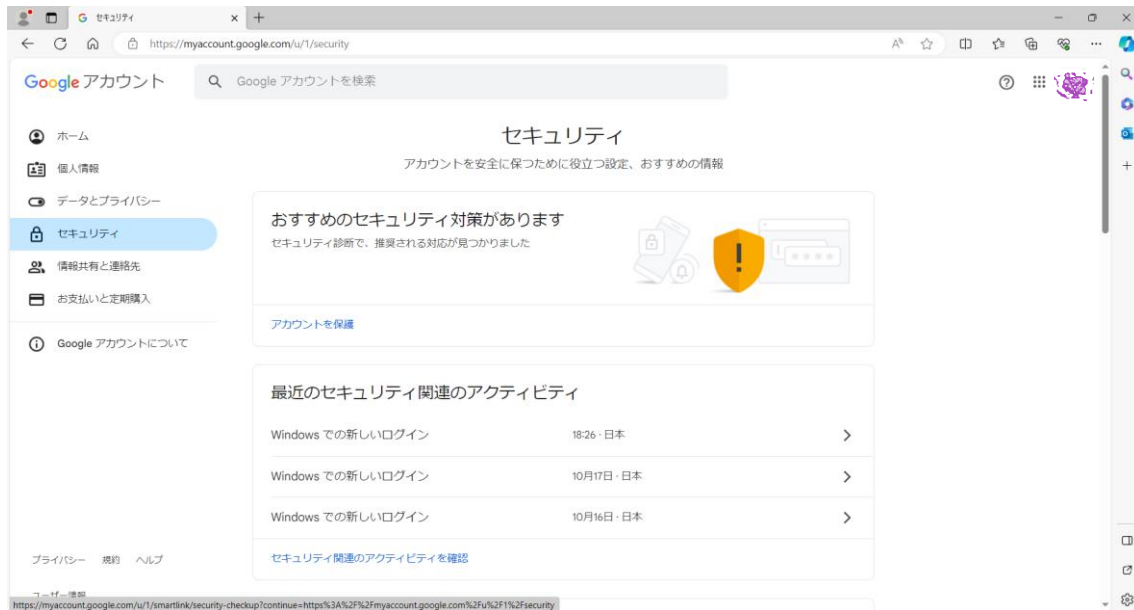 セキュリティ
https://myaccount.google.com/u/1/security
Google アカウント
Google アカウントを検索
ホーム
個人情報
データとプライバシー
セキュリティ
情報共有と連絡先
お支払いと定期購入
Google アカウントについて
セキュリティ
アカウントを安全に保つために役立つ設定、おすすめの情報
おすすめのセキュリティ対策があります
セキュリティ診断で、推奨される対応が見つかりました
アカウントを保護
最近のセキュリティ関連のアクティビティ
Windows での新しいログイン 18:26 · 日本
Windows での新しいログイン 10月17日 · 日本
Windows での新しいログイン 10月16日 · 日本
セキュリティ関連のアクティビティを確認
プライバシー 規約 ヘルプ
https://myaccount.google.com/u/1/smartlink/security-checkup?continue=https%3A%2F%2Fmyaccount.google.com%2Fu%2F1%2Fsecurity